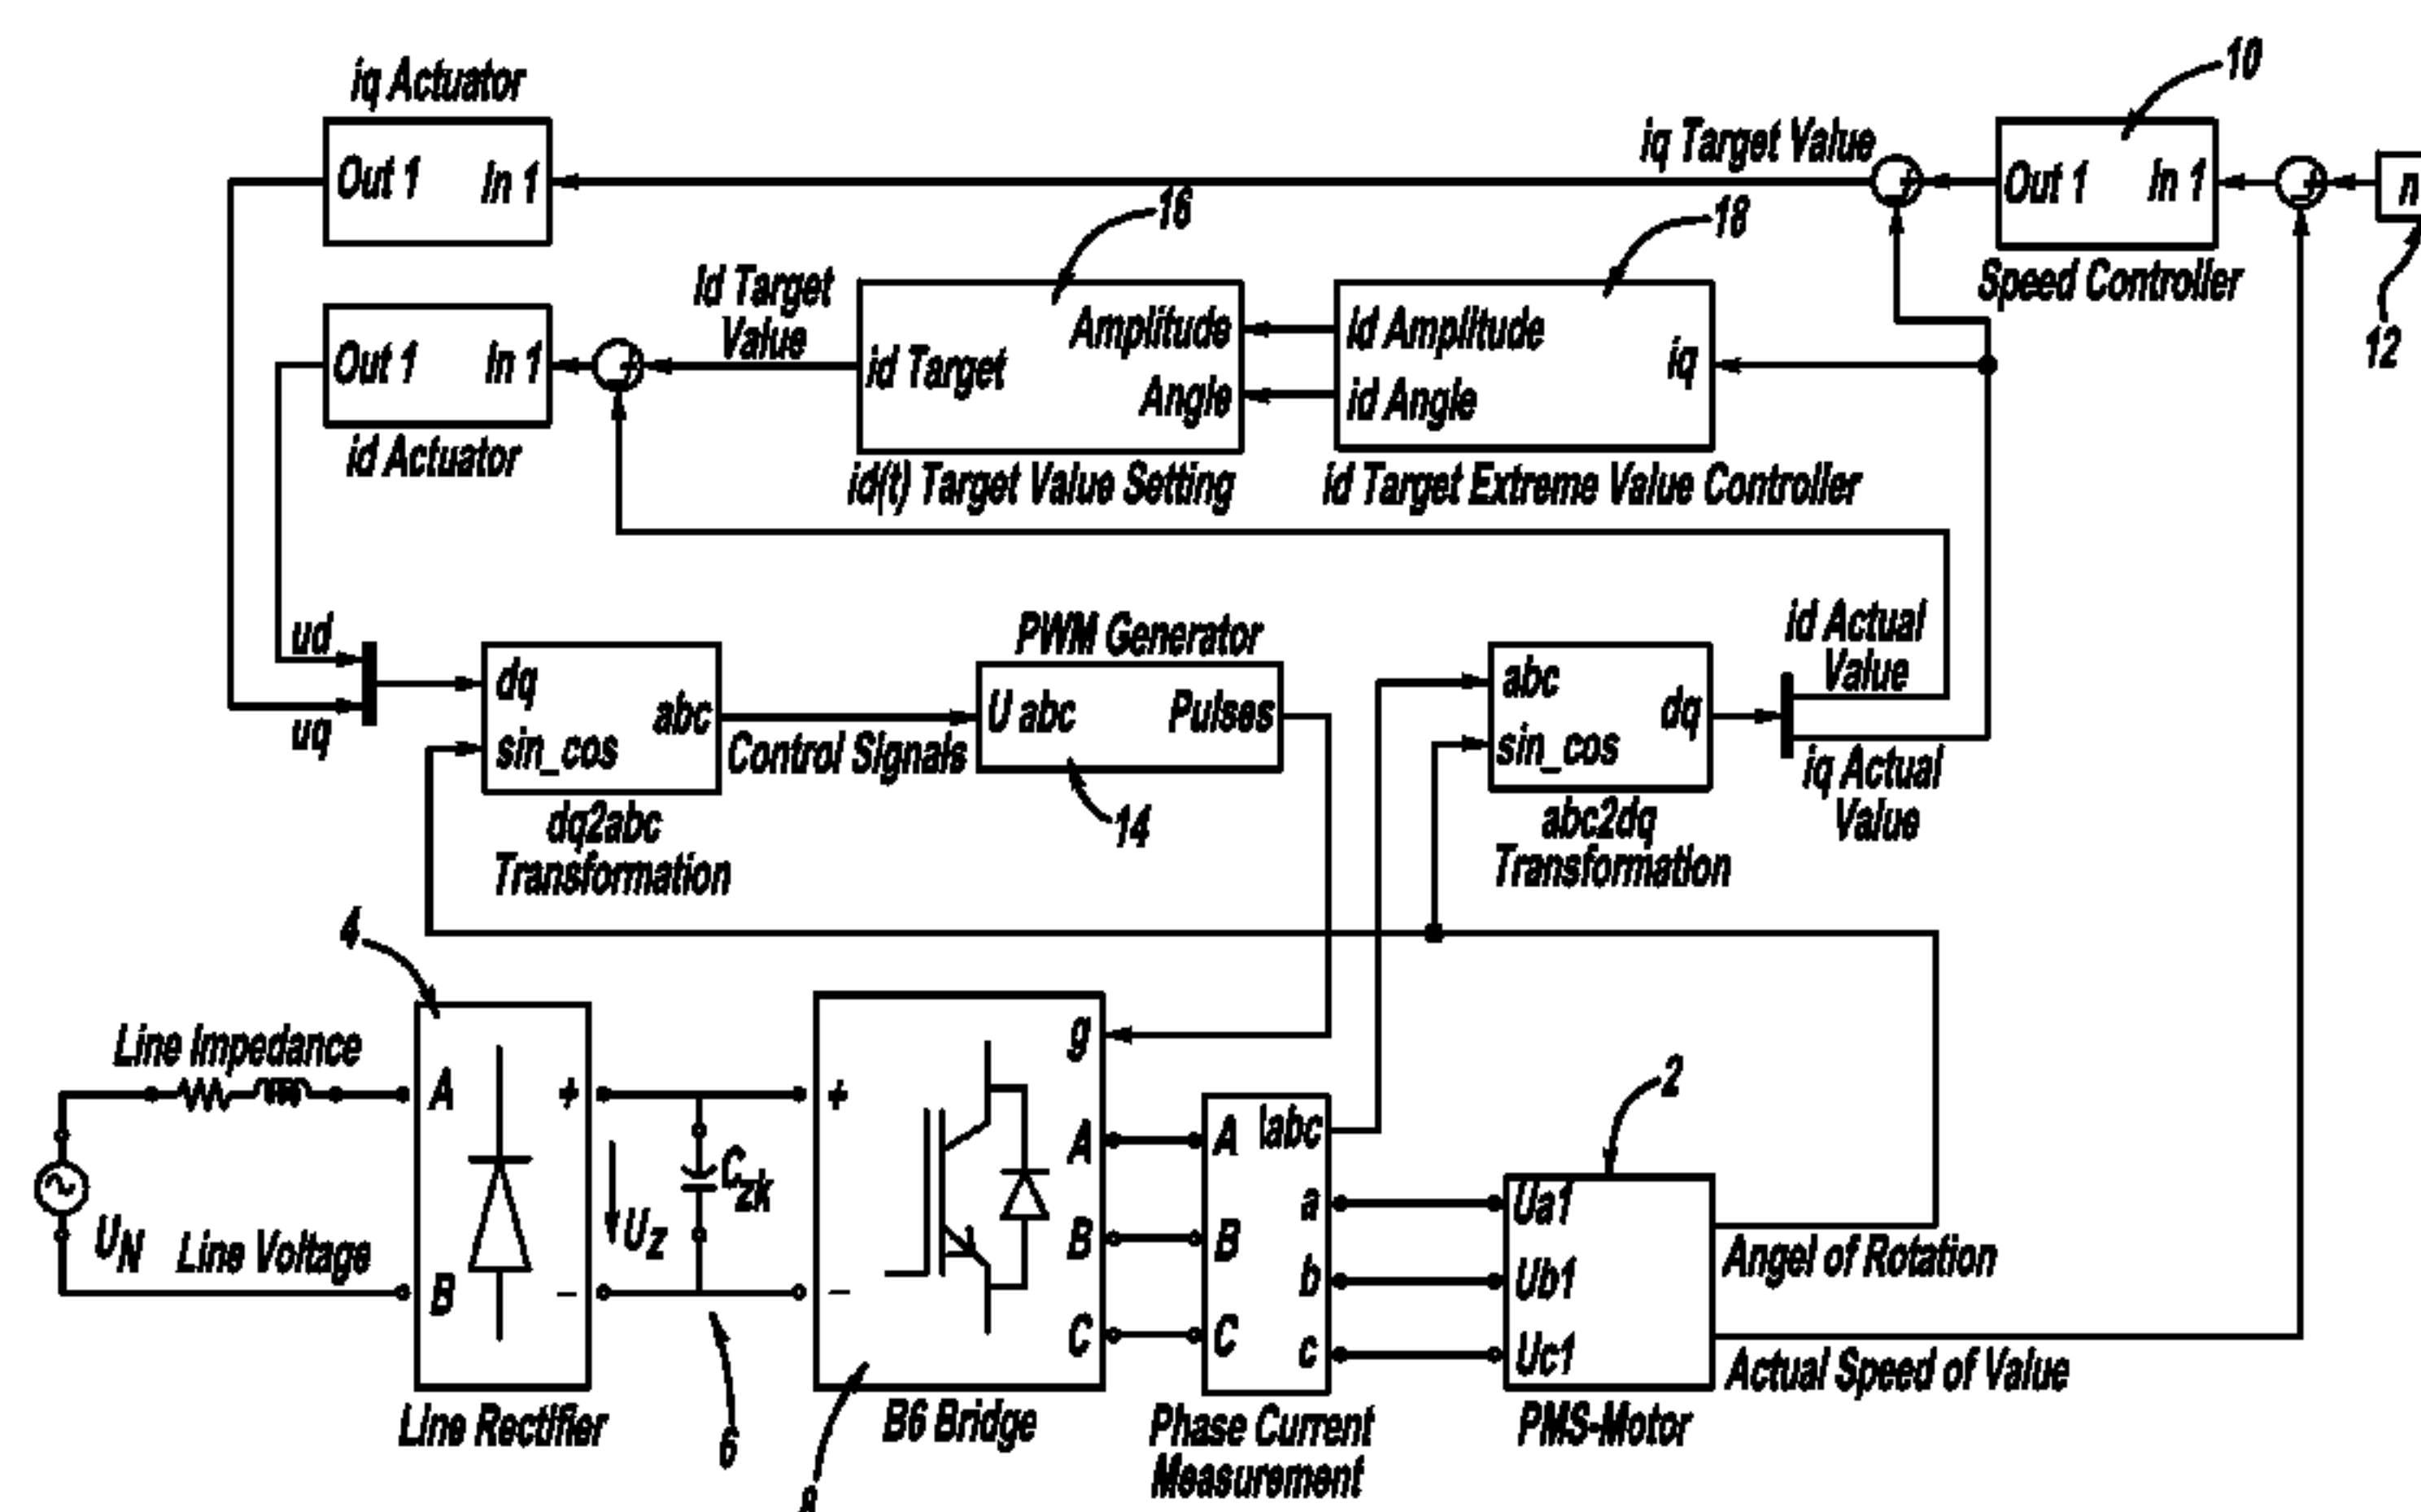 iq Actuator
Out 1
In 1
iq Target Value
10
Out 1
In 1
Speed Controller
n
12
16
18
Id Target
Value
id Target
Amplitude
Angle
id(t) Target Value Setting
id Amplitude
id Angle
iq
id Target Extreme Value Controller
Out 1
In 1
id Actuator
ud
uq
dq
sin_cos
abc
dq2abc
Transformation
Control Signals
PWM Generator
U abc
Pulses
14
abc
sin_cos
dq
abc2dq
Transformation
id Actual
Value
iq Actual
Value
4
Line Impedance
UN
Line Voltage
A
B
+
−
Line Rectifier
Uz
Czk
6
+
−
g
A
B
C
B6 Bridge
A
B
C
Iabc
a
b
c
Phase Current
Measurement
2
Ua1
Ub1
Uc1
PMS-Motor
Angel of Rotation
Actual Speed of Value